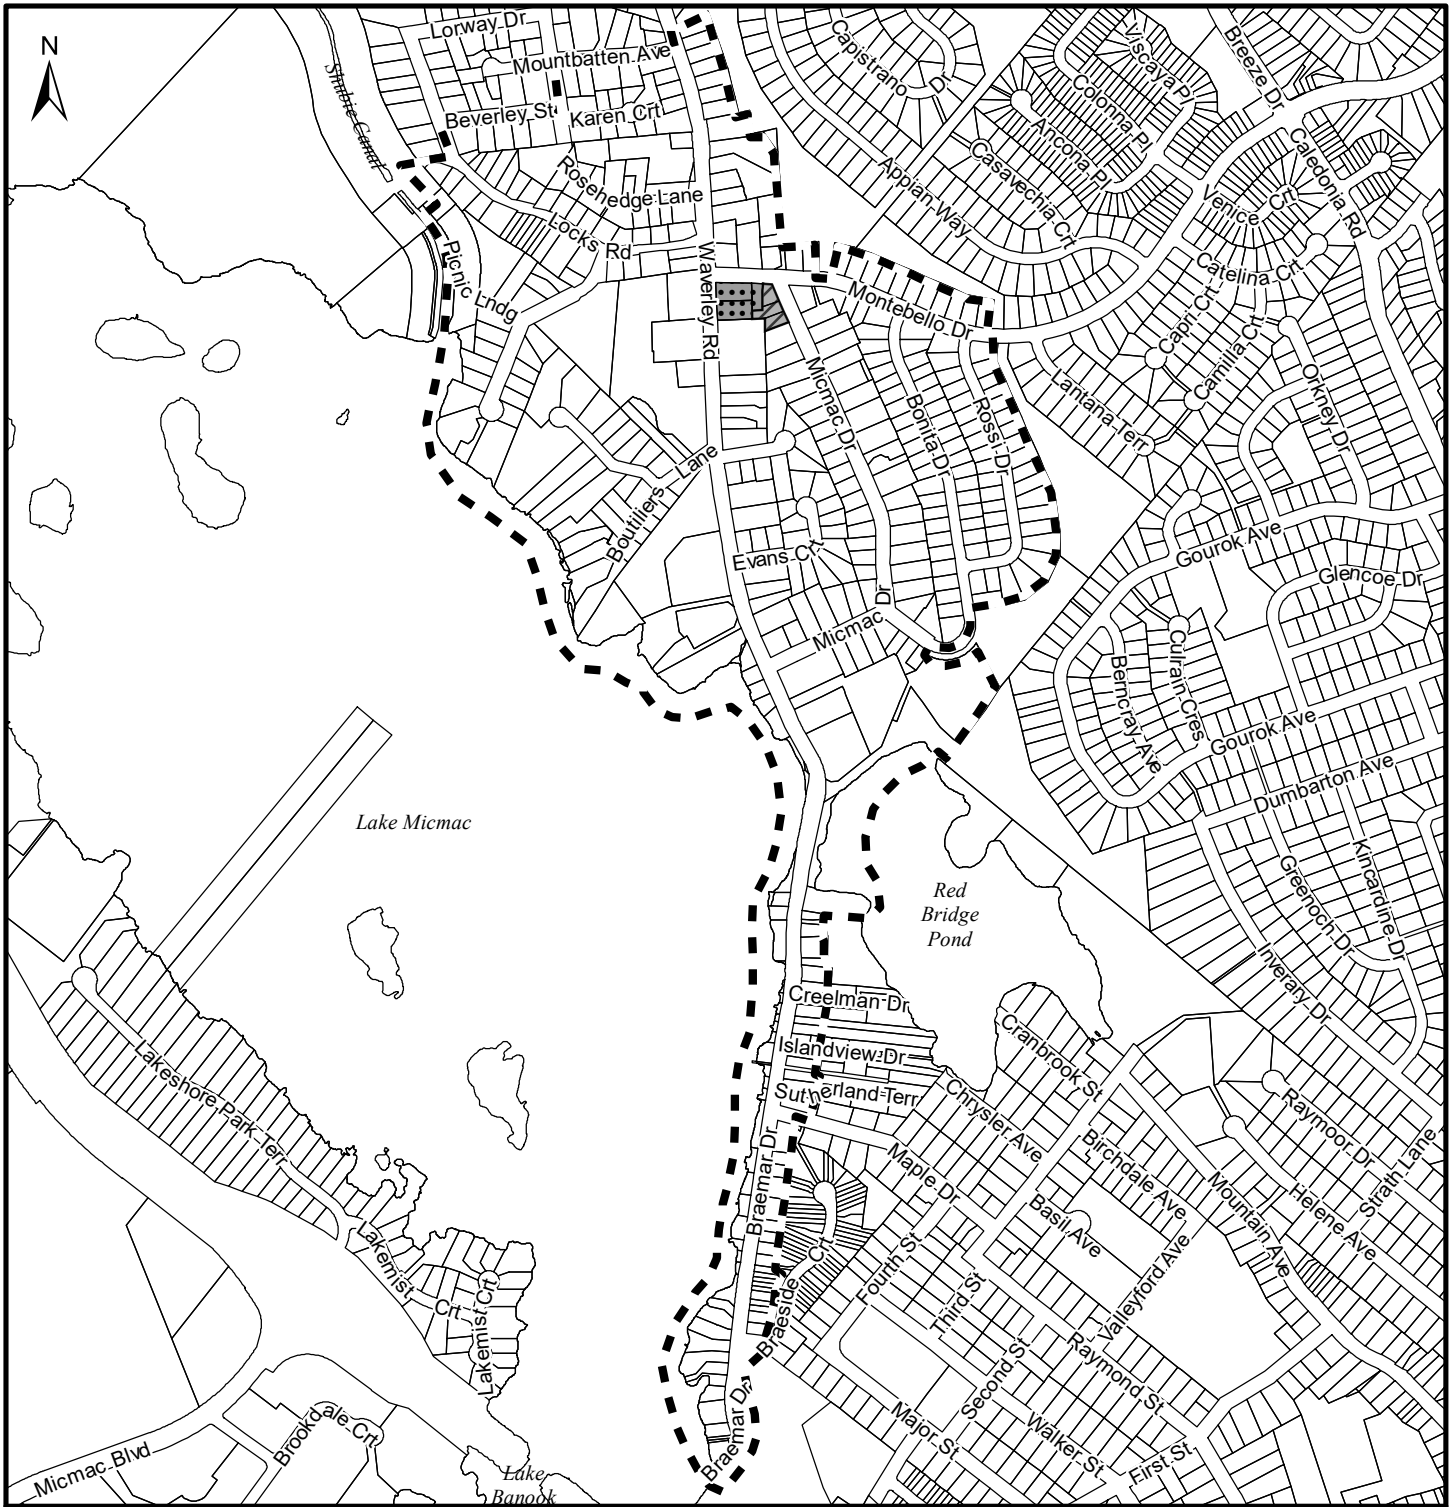 N
Lorway Dr
Mountbatten Ave
Beverley St
Karen Crt
Shubie Canal
Rosehedge Lane
Locks Rd
Picnic Lndg
Waverley Rd
Capistrano Dr
Viscaya Pl
Colonna Pl
Ancona Pl
Casavechia Crt
Appian Way
Breeze Dr
Caledonia Rd
Venice Crt
Catelina Crt
Capri Crt
Camilla Crt
Montebello Dr
Lantana Terr
Orkney Dr
Micmac Dr
Bonita Dr
Rossi Dr
Boutiliers Lane
Evans Crt
Micmac Dr
Gourok Ave
Glencoe Dr
Culrain Cres
Berncray Ave
Gourok Ave
Dumbarton Ave
Kincardine Dr
Greenoch Dr
Inverary Dr
Lake Micmac
Red
Bridge
Pond
Creelman Dr
Islandview Dr
Sutherland Terr
Cranbrook St
Chrysler Ave
Maple Dr
Birchdale Ave
Basil Ave
Mountain Ave
Raymoor Dr
Helene Ave
Strath Lane
Valleyford Ave
Lakeshore Park Terr
Lakemist Crt
Lakemist Crt
Braemar Dr
Braeside Crt
Fourth St
Third St
Second St
Raymond St
Walker St
Major St
First St
Braemar Dr
Micmac Blvd
Brookdale Crt
Lake
Banook